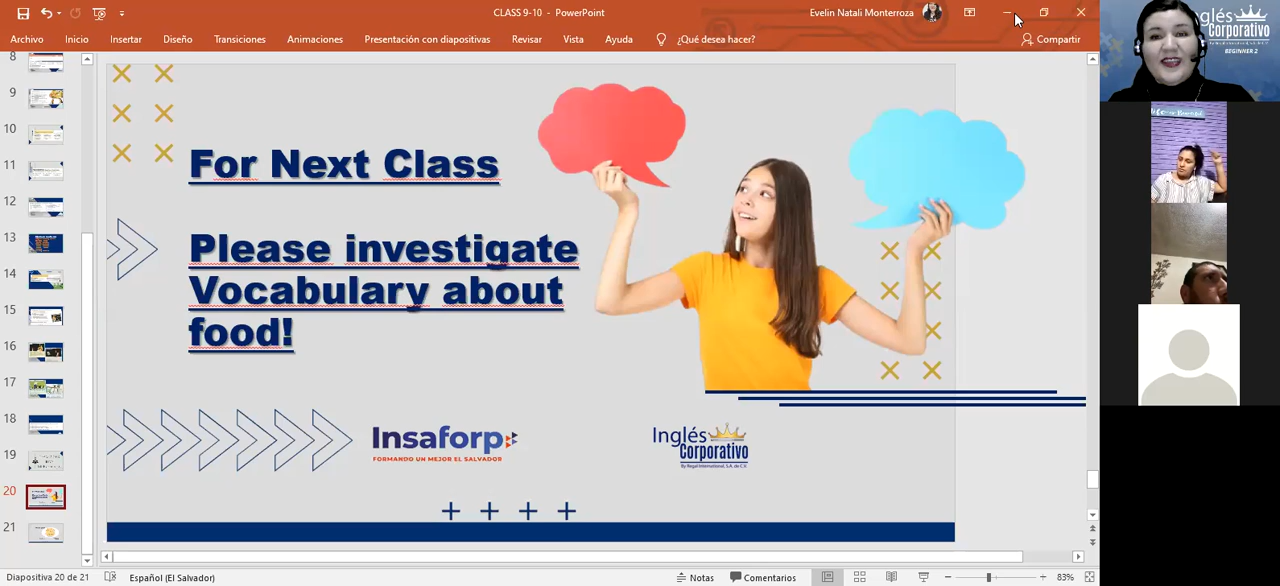 CLASS 9-10 - PowerPoint
Evelin Natali Monterroza
Archivo Inicio Insertar Diseño Transiciones Animaciones Presentación con diapositivas Revisar Vista Ayuda ¿Qué desea hacer? Compartir
8
9
10
11
12
13
14
15
16
17
18
19
20
21
For Next Class
Please investigate
Vocabulary about
food!
Insaforp
FORMANDO UN MEJOR EL SALVADOR
Inglés
Corporativo
By Regal International, S.A. de C.V
Diapositiva 20 de 21 Español (El Salvador) Notas Comentarios 83%
glés
Corporativo
BEGINNER 2